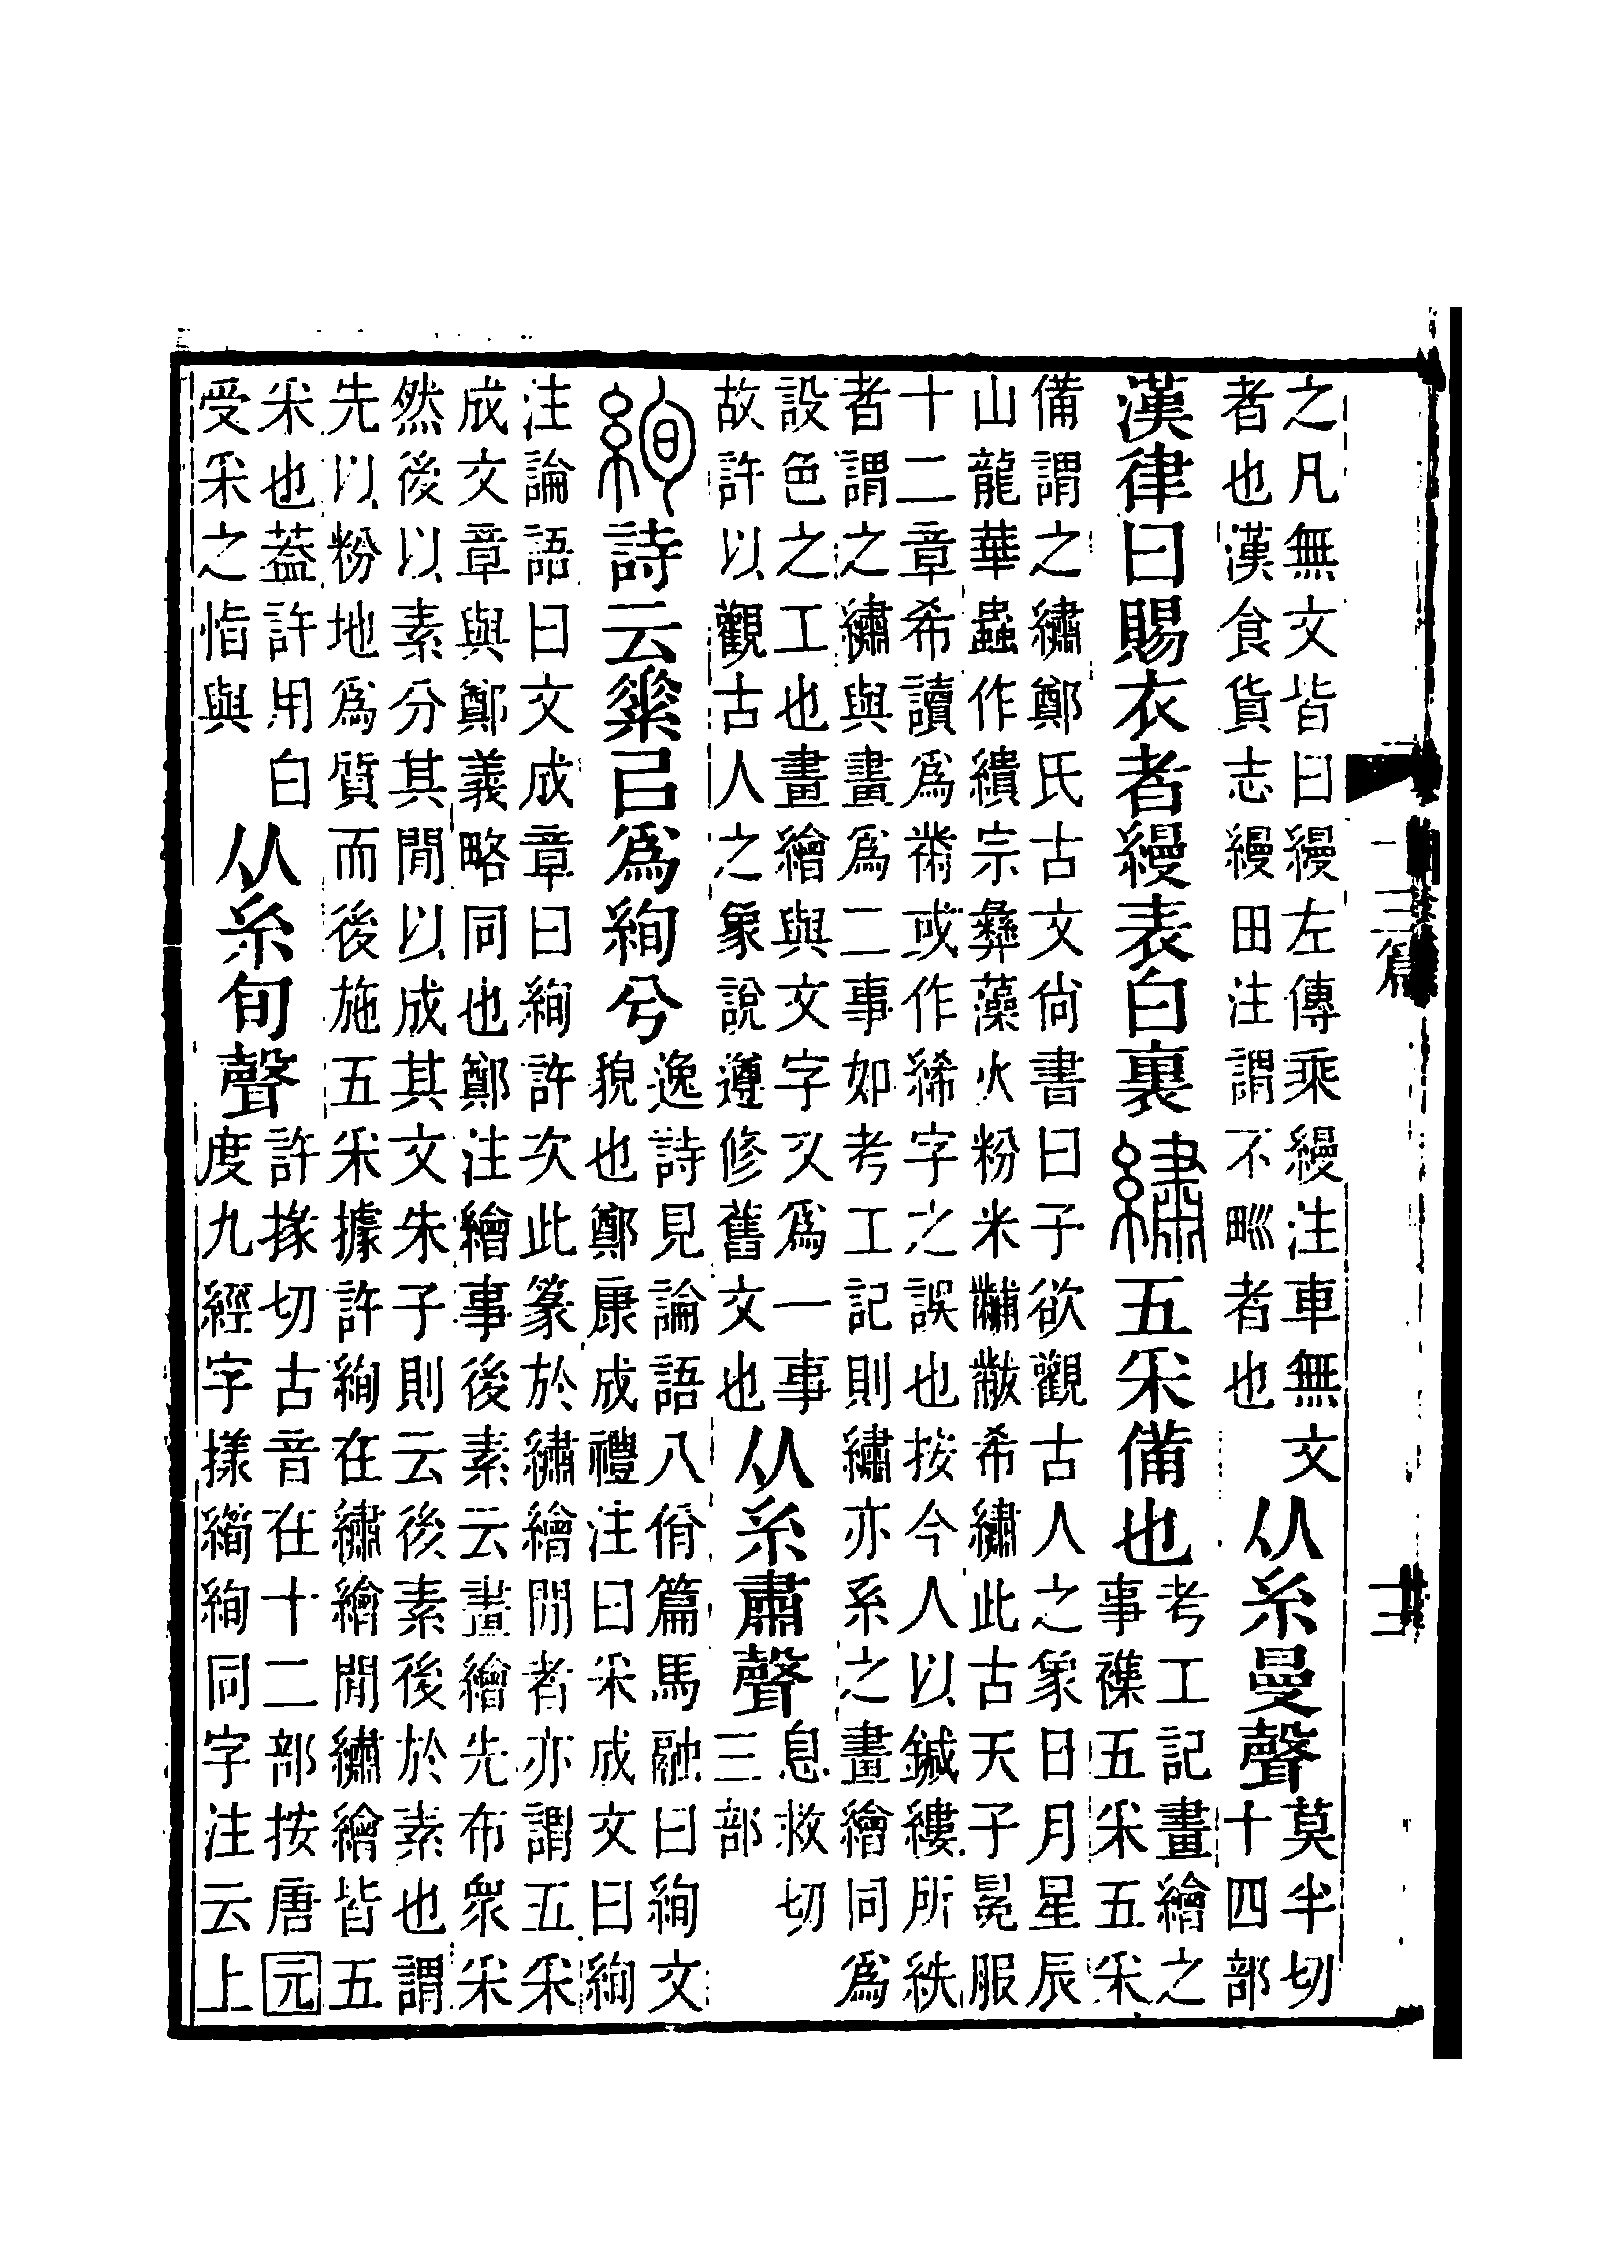 之凡無文皆曰縵左傳乘縵注車無文
者也漢食貨志縵田注謂不甽者也
从糸曼聲
莫半切
十四部
漢律曰賜衣者縵表白裏
繡五采備也
考工記畫繪之
事襍五采五采
備謂之繡鄭氏古文尚書曰予欲觀古人之象日月星辰
山龍華蟲作繢宗彝藻火粉米黼黻希繡此古天子冕服
十二章希讀爲黹或作絺字之誤也按今人以鍼縷所紩
者謂之繡與畫爲二事如考工記則繡亦系之畫繪同爲
設色之工也畫繪與文字又爲一事
故許以觀古人之象說遵修舊文也
从糸肅聲
息救切
三部
絢詩云粲㠯爲絢兮
逸詩見論語八佾篇馬融曰絢文
貌也鄭康成禮注曰采成文曰絢
注論語曰文成章曰絢許次此篆於繡繪閒者亦謂五采
成文章與鄭義略同也鄭注繪事後素云畫繪先布衆采
然後以素分其閒以成其文朱子則云後素後於素也謂
先以粉地爲質而後施五采據許絢在繡繪閒繡繪皆五
采也葢許用白
受采之恉與
从糸旬聲
許掾切古音在十二部按唐元
度九經字㨾絢同字注云上
十三篇
十三